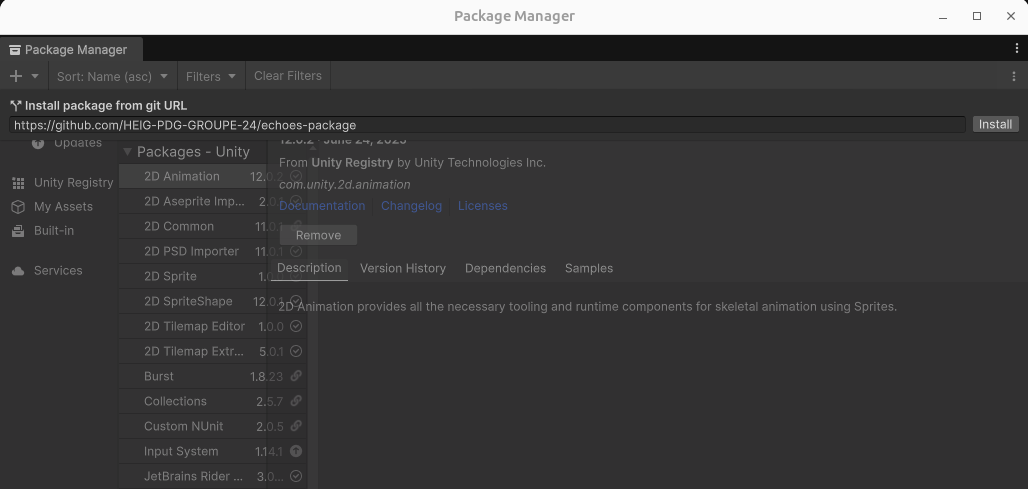 Package Manager
Package Manager
Sort: Name (asc)
Filters
Clear Filters
Install package from git URL
https://github.com/HEIG-PDG-GROUPE-24/echoes-package
Install
Updates
Unity Registry
My Assets
Built-in
Services
Packages - Unity
2D Animation 12.0.2
2D Aseprite Imp... 2.0.
2D Common 11.0.
2D PSD Importer 11.0.1
2D Sprite 1.0.
2D SpriteShape 12.0.1
2D Tilemap Editor 1.0.0
2D Tilemap Extr... 5.0.1
Burst 1.8.23
Collections 2.5.7
Custom NUnit 2.0.5
Input System 1.14.1
JetBrains Rider ... 3.0...
12.0.2 · June 24, 2025
From Unity Registry by Unity Technologies Inc.
com.unity.2d.animation
Documentation Changelog Licenses
Remove
Description Version History Dependencies Samples
2D Animation provides all the necessary tooling and runtime components for skeletal animation using Sprites.